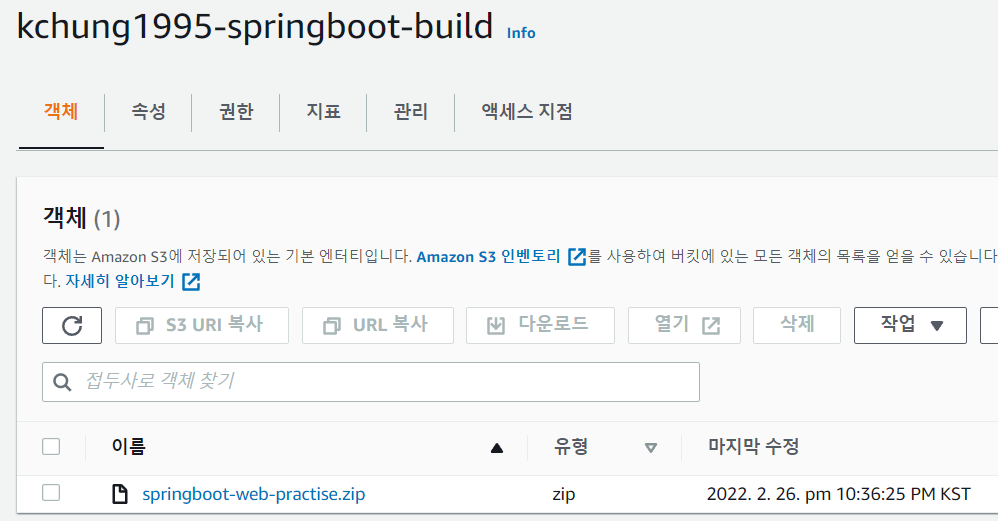 kchung1995-springboot-build Info
객체 속성 권한 지표 관리 액세스 지점
객체 (1)
객체는 Amazon S3에 저장되어 있는 기본 엔터티입니다. Amazon S3 인벤토리를 사용하여 버킷에 있는 모든 객체의 목록을 얻을 수 있습니다
다. 자세히 알아보기
S3 URI 복사 URL 복사 다운로드 열기 삭제 작업
접두사로 객체 찾기
이름 유형 마지막 수정
springboot-web-practise.zip zip 2022. 2. 26. pm 10:36:25 PM KST